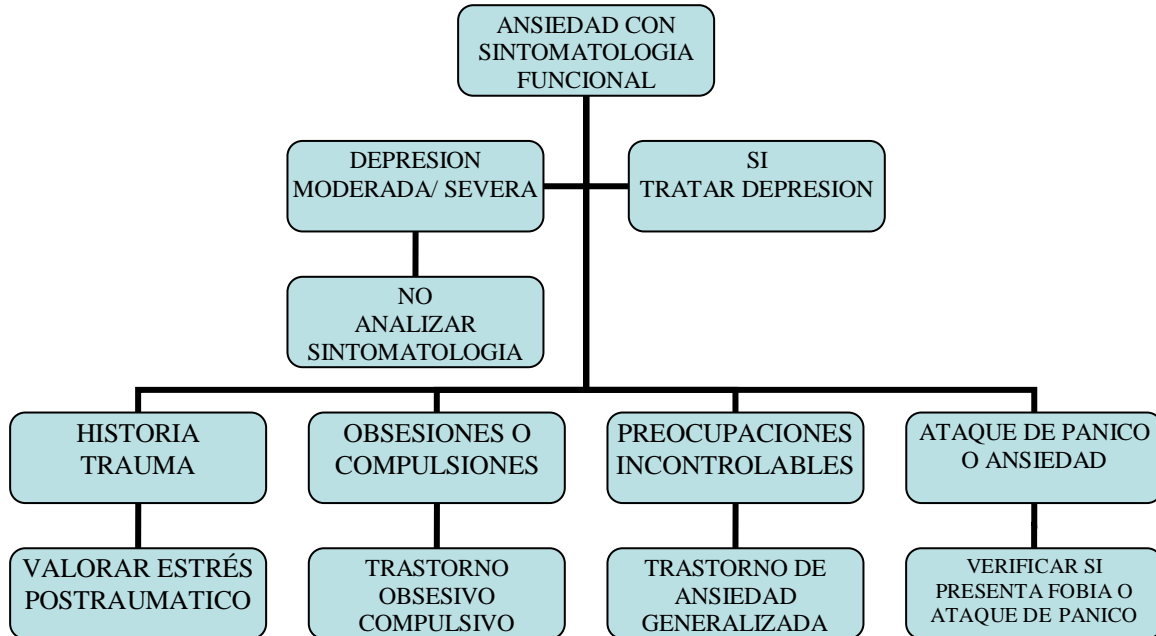 ANSIEDAD CON
SINTOMATOLOGIA
FUNCIONAL
DEPRESION
MODERADA/ SEVERA
SI
TRATAR DEPRESION
NO
ANALIZAR
SINTOMATOLOGIA
HISTORIA
TRAUMA
OBSESIONES O
COMPULSIONES
PREOCUPACIONES
INCONTROLABLES
ATAQUE DE PANICO
O ANSIEDAD
VALORAR ESTRÉS
POSTRAUMATICO
TRASTORNO
OBSESIVO
COMPULSIVO
TRASTORNO DE
ANSIEDAD
GENERALIZADA
VERIFICAR SI
PRESENTA FOBIA O
ATAQUE DE PANICO